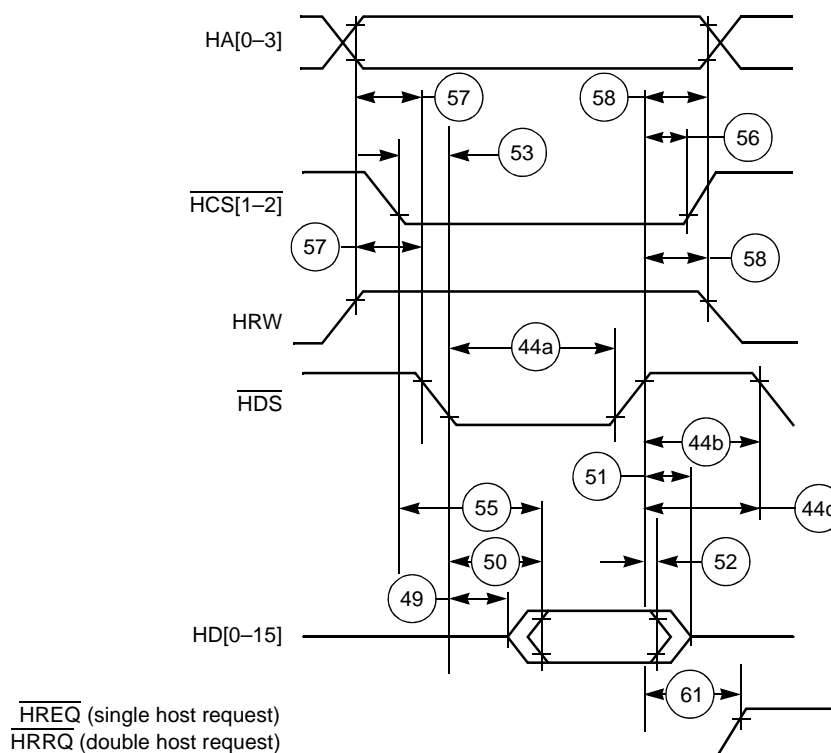 HA[0–3]
57
58
53
56
HCS[1–2]
57
58
HRW
44a
HDS
44b
51
55
44c
50
52
49
HD[0–15]
61
HREQ (single host request)
HRRQ (double host request)